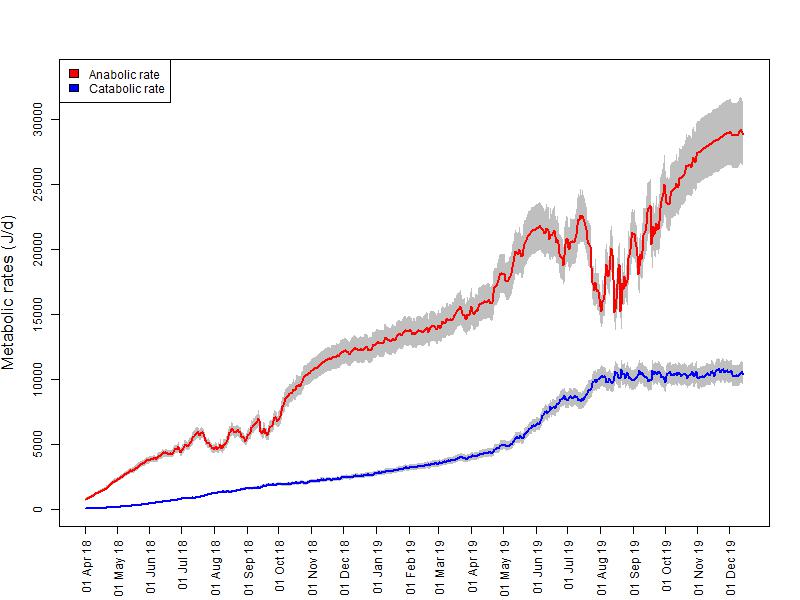 Anabolic rate
Catabolic rate
Metabolic rates (J/d)
30000
25000
20000
15000
10000
5000
0
01 Apr 18
01 May 18
01 Jun 18
01 Jul 18
01 Aug 18
01 Sep 18
01 Oct 18
01 Nov 18
01 Dec 18
01 Jan 19
01 Feb 19
01 Mar 19
01 Apr 19
01 May 19
01 Jun 19
01 Jul 19
01 Aug 19
01 Sep 19
01 Oct 19
01 Nov 19
01 Dec 19